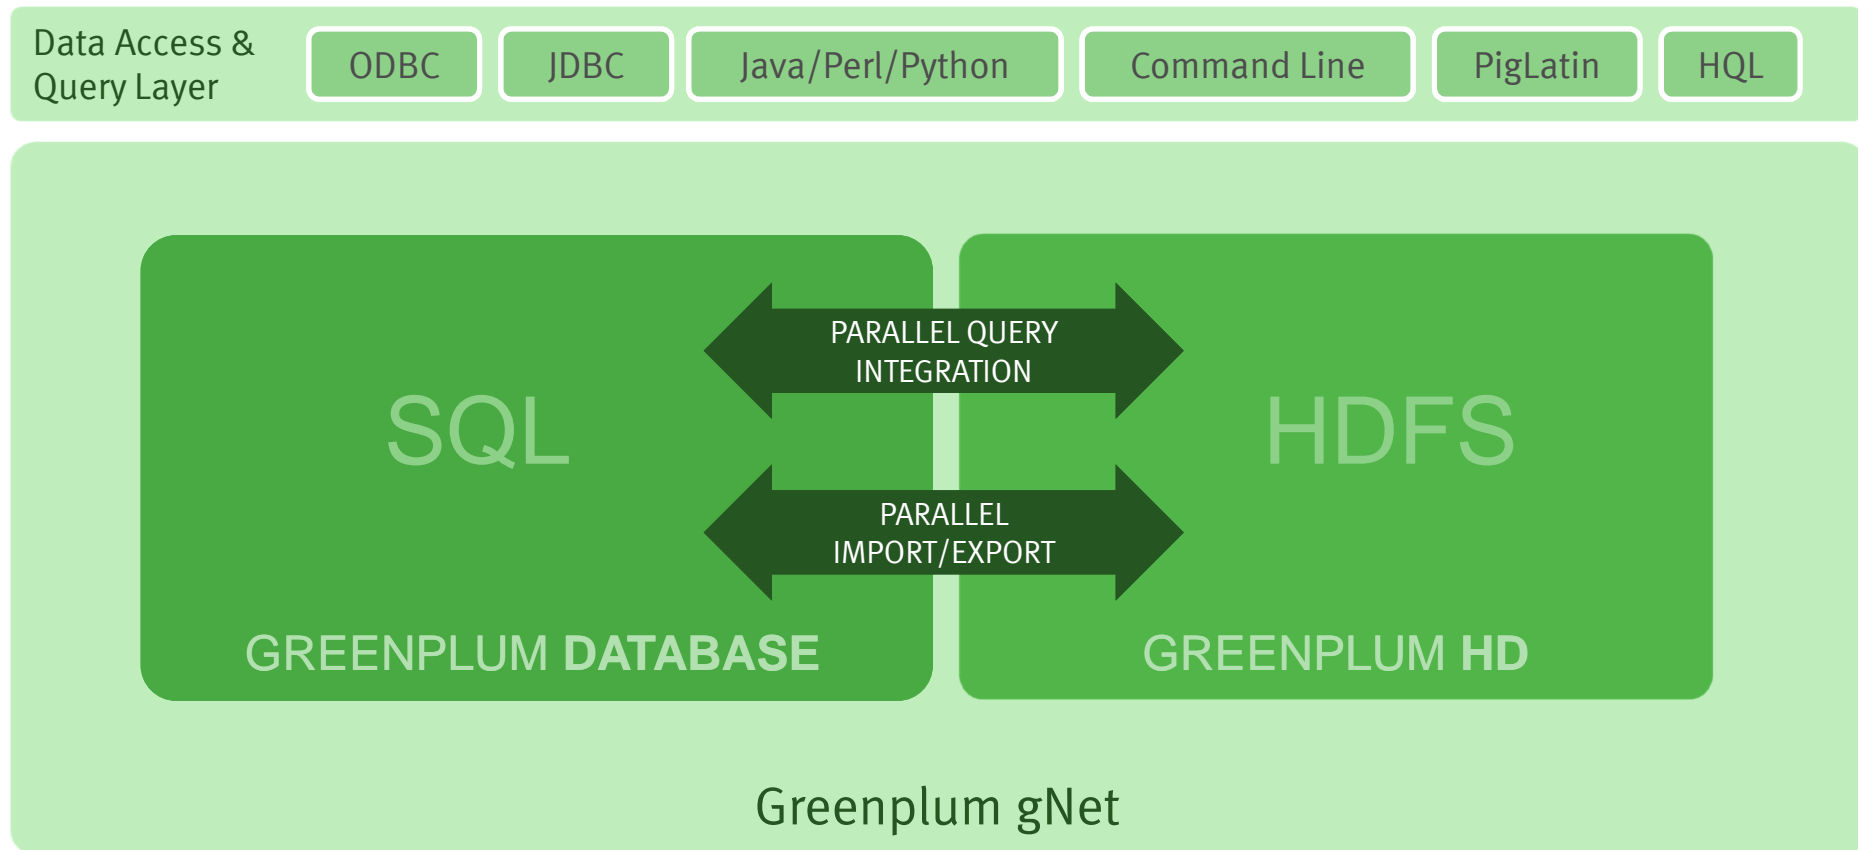 Data Access &
Query Layer
ODBC
JDBC
Java/Perl/Python
Command Line
PigLatin
HQL
PARALLEL QUERY
INTEGRATION
SQL
HDFS
PARALLEL
IMPORT/EXPORT
GREENPLUM DATABASE
GREENPLUM HD
Greenplum gNet